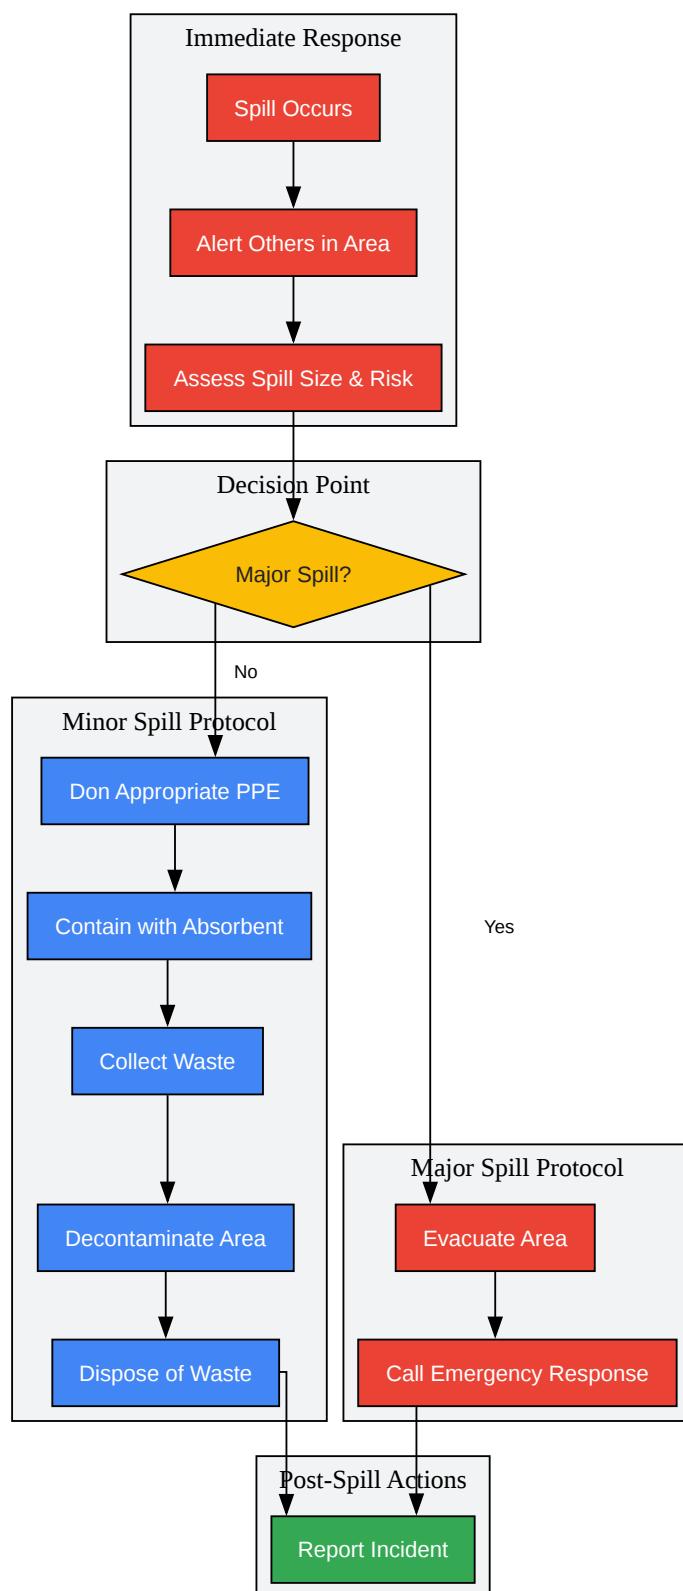 Immediate Response
Spill Occurs
Alert Others in Area
Assess Spill Size & Risk
Decision Point
Major Spill?
No
Minor Spill Protocol
Don Appropriate PPE
Contain with Absorbent
Yes
Collect Waste
Major Spill Protocol
Decontaminate Area
Evacuate Area
Dispose of Waste
Call Emergency Response
Post-Spill Actions
Report Incident